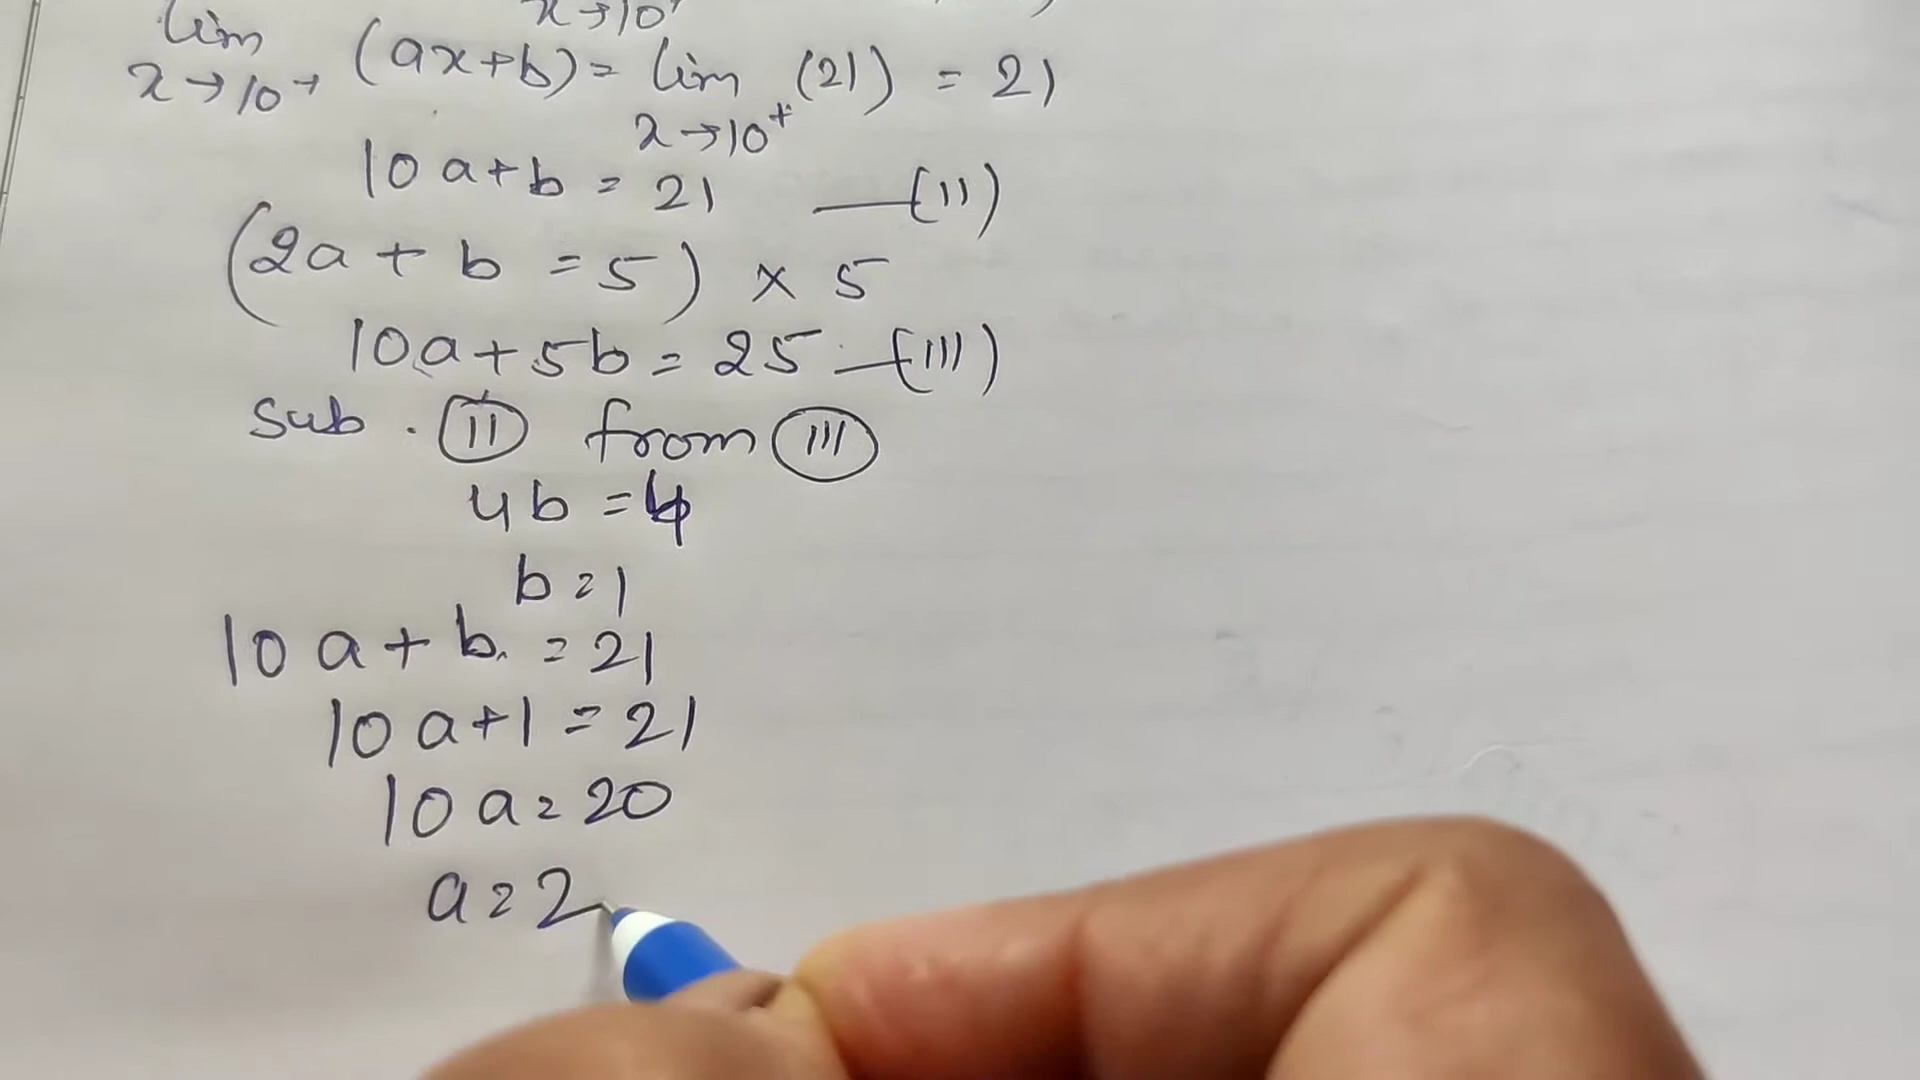 x→10⁺
lim (ax+b) = lim (21) = 21
x→10⁻ x→10⁺
10a+b = 21 —(II)
(2a + b = 5) × 5
10a+5b = 25 —(III)
Sub. (II) from (III)
4b = 4
b=1
10a+b. = 21
10a+1 = 21
10a=20
a=2